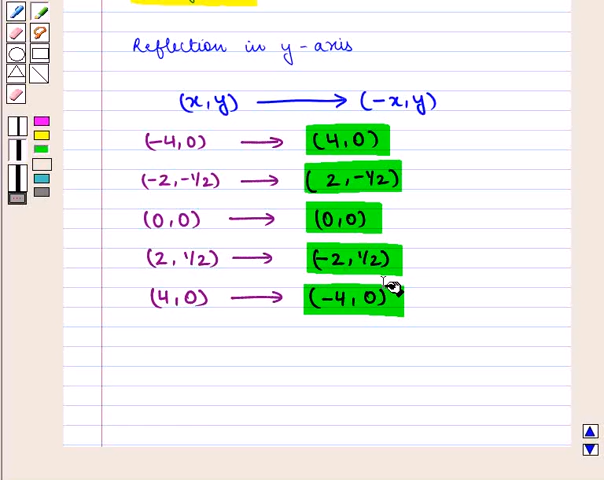 Reflection in y-axis
(x,y) ⟶ (-x,y)
(-4,0) ⟶ (4,0)
(-2,-1/2) ⟶ (2,-1/2)
(0,0) ⟶ (0,0)
(2,1/2) ⟶ (-2,1/2)
(4,0) ⟶ (-4,0)